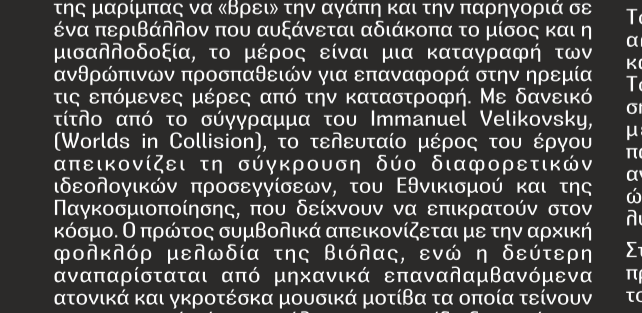 της μαρίμπας να «βρει» την αγάπη και την παρηγοριά σε
ένα περιβάλλον που αυξάνεται αδιάκοπα το μίσος και η
μισαλλοδοξία, το μέρος είναι μια καταγραφή των
ανθρώπινων προσπαθειών για επαναφορά στην ηρεμία
τις επόμενες μέρες από την καταστροφή. Με δανεικό
τίτλο από το σύγγραμμα του Immanuel Velikovsky,
(Worlds in Collision), το τελευταίο μέρος του έργου
απεικονίζει τη σύγκρουση δύο διαφορετικών
ιδεολογικών προσεγγίσεων, του Εθνικισμού και της
Παγκοσμιοποίησης, που δείχνουν να επικρατούν στον
κόσμο. Ο πρώτος συμβολικά απεικονίζεται με την αρχική
φολκλόρ μελωδία της βιόλας, ενώ η δεύτερη
αναπαρίσταται από μηχανικά επαναλαμβανόμενα
ατονικά και γκροτέσκα μουσικά μοτίβα τα οποία τείνουν